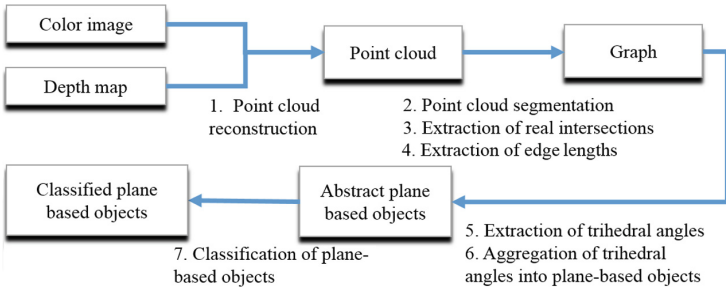 Color image
Depth map
Point cloud
Graph
1. Point cloud
reconstruction
2. Point cloud segmentation
3. Extraction of real intersections
4. Extraction of edge lengths
Classified plane
based objects
Abstract plane
based objects
5. Extraction of trihedral angles
6. Aggregation of trihedral
angles into plane-based objects
7. Classification of plane-
based objects